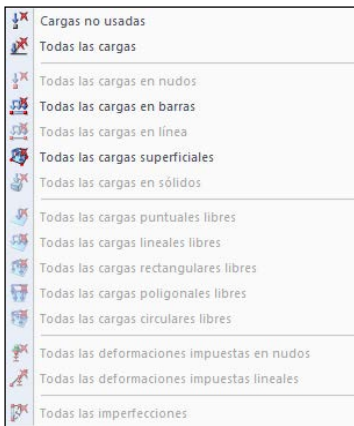 Cargas no usadas
Todas las cargas
Todas las cargas en nudos
Todas las cargas en barras
Todas las cargas en línea
Todas las cargas superficiales
Todas las cargas en sólidos
Todas las cargas puntuales libres
Todas las cargas lineales libres
Todas las cargas rectangulares libres
Todas las cargas poligonales libres
Todas las cargas circulares libres
Todas las deformaciones impuestas en nudos
Todas las deformaciones impuestas lineales
Todas las imperfecciones